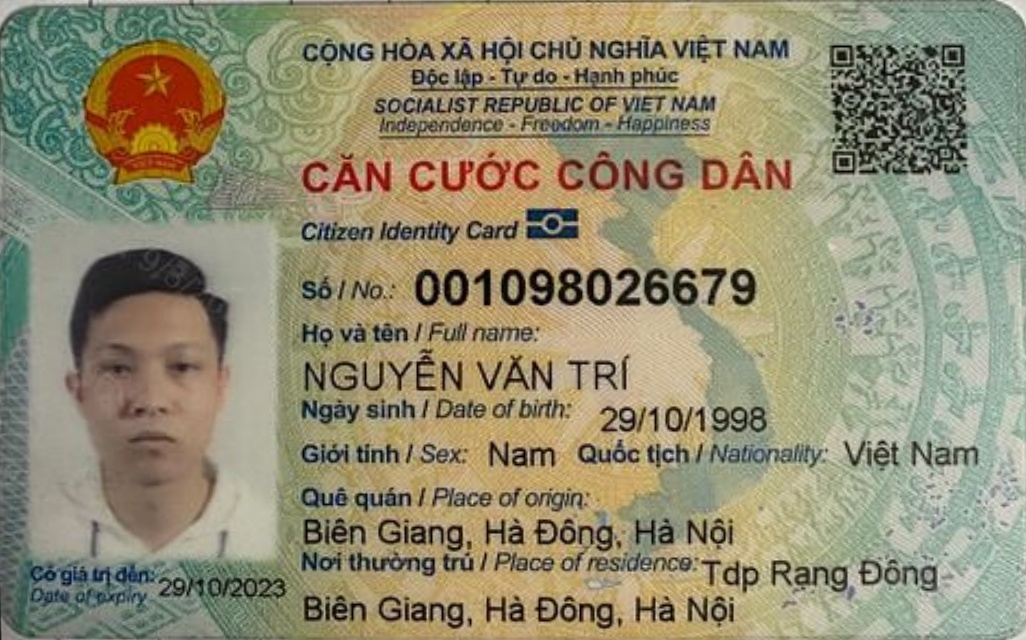 CỘNG HÒA XÃ HỘI CHỦ NGHĨA VIỆT NAM
Độc lập - Tự do - Hạnh phúc
SOCIALIST REPUBLIC OF VIET NAM
Independence - Freedom - Happiness
CĂN CƯỚC CÔNG DÂN
Citizen Identity Card
Số / No.: 001098026679
Họ và tên / Full name:
NGUYỄN VĂN TRÍ
Ngày sinh / Date of birth: 29/10/1998
Giới tính / Sex: Nam Quốc tịch / Nationality: Việt Nam
Quê quán / Place of origin:
Biên Giang, Hà Đông, Hà Nội
Nơi thường trú / Place of residence: Tdp Rạng Đông
Biên Giang, Hà Đông, Hà Nội
Có giá trị đến: 29/10/2023
Date of expiry